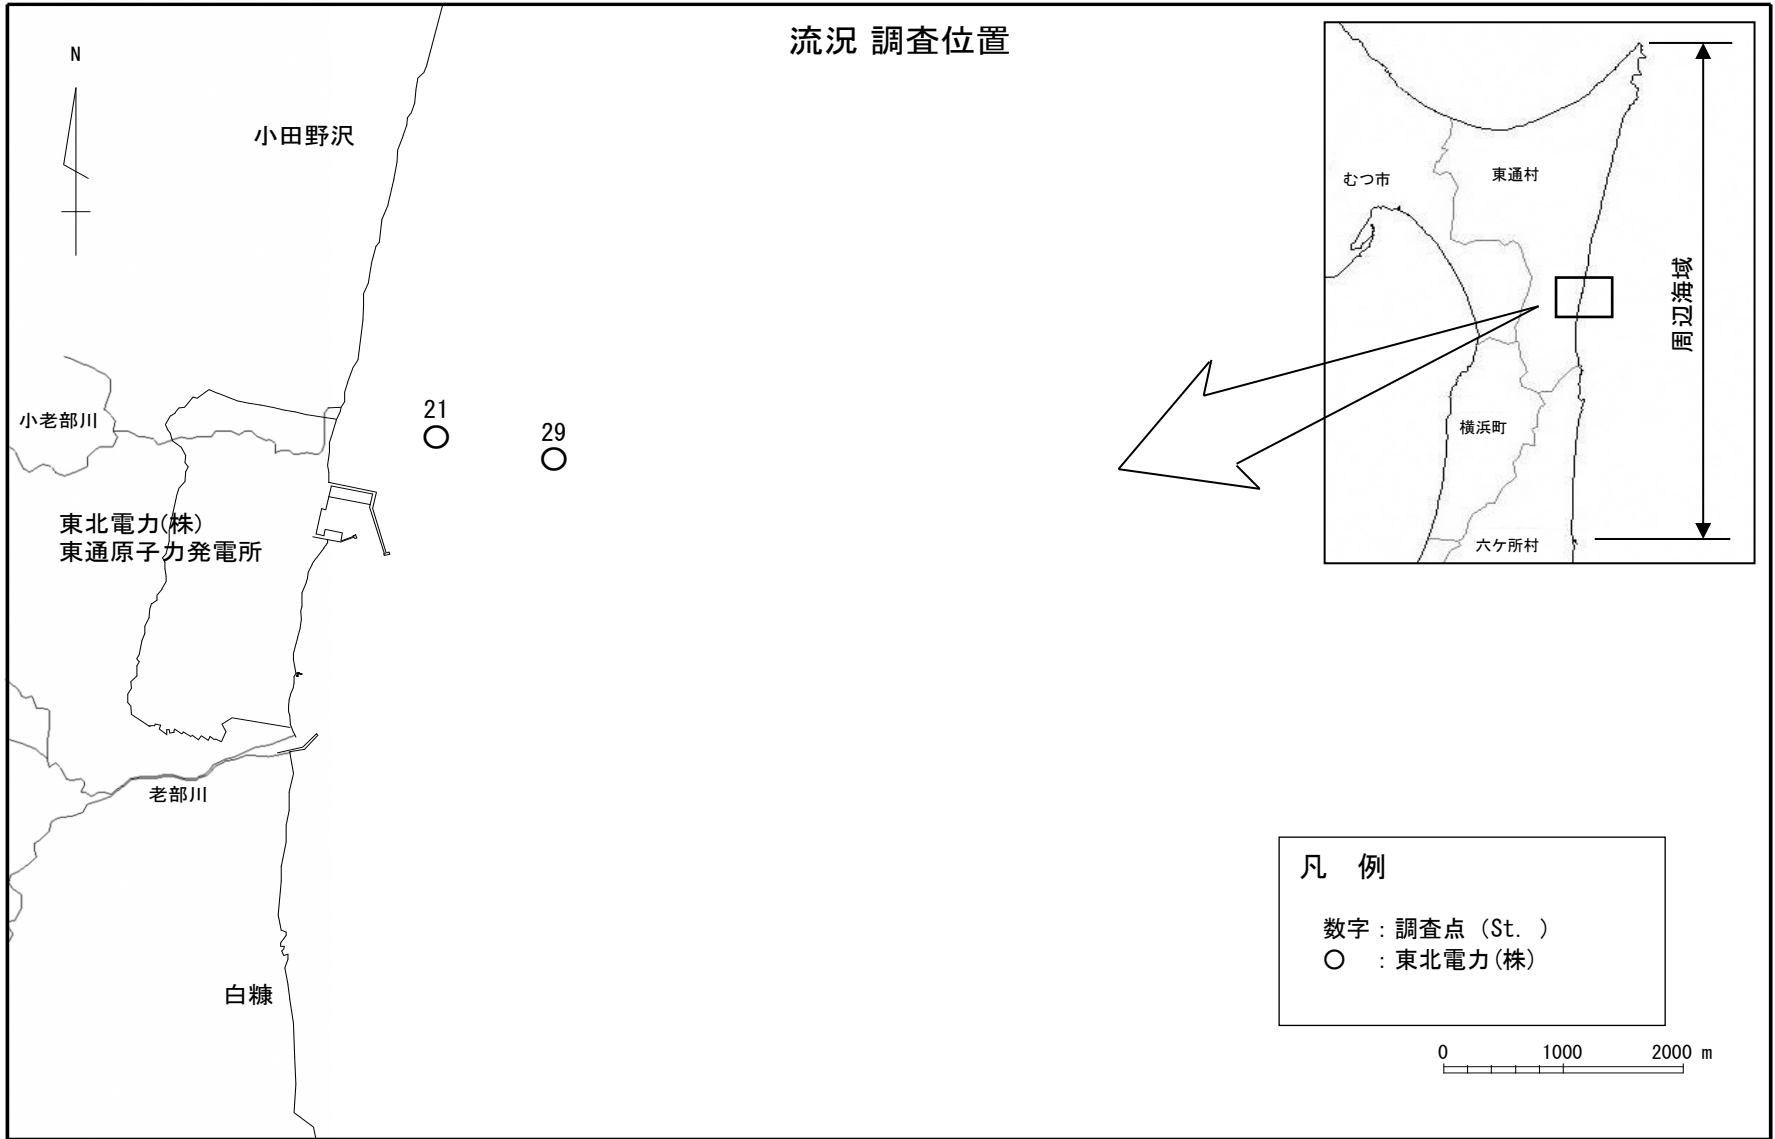 流況 調査位置
N
小田野沢
むつ市
東通村
周辺海域
小老部川
21
29
横浜町
東北電力(株)
東通原子力発電所
六ケ所村
老部川
凡 例
数字：調査点（St. ）
○ ：東北電力(株)
白糠
0 1000 2000 m